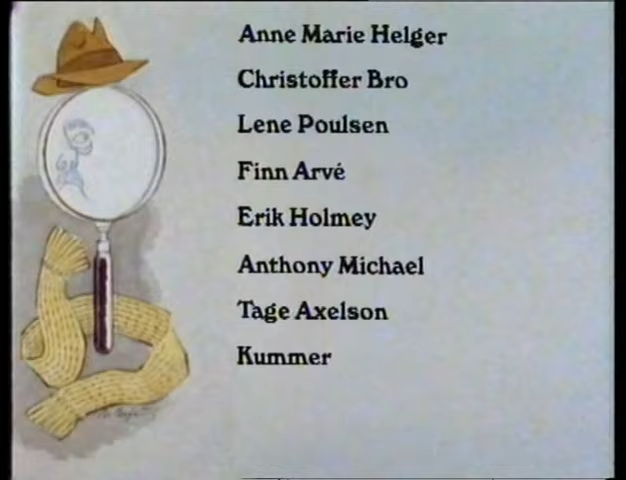 Anne Marie Helger
Christoffer Bro
Lene Poulsen
Finn Arvé
Erik Holmey
Anthony Michael
Tage Axelson
Kummer